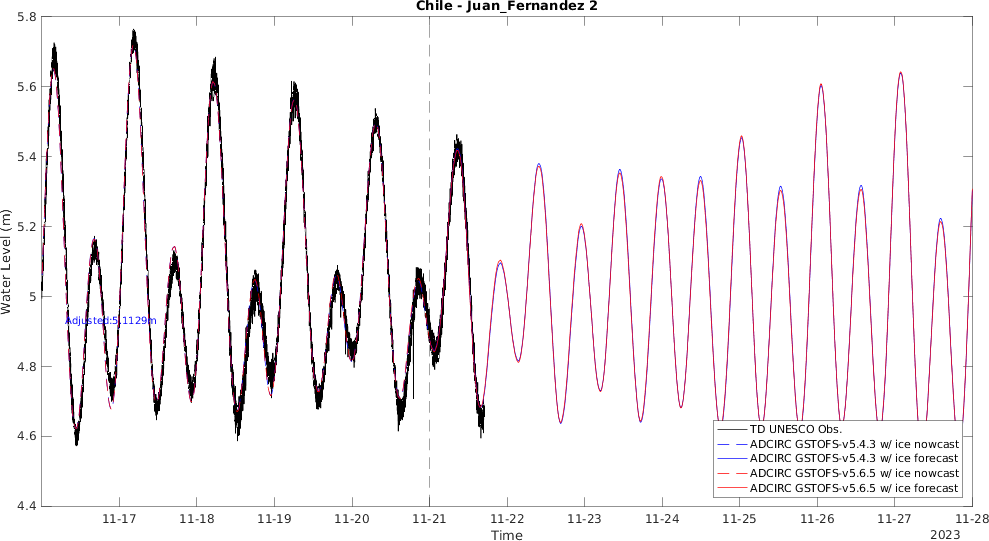 Chile - Juan_Fernandez 2
5.8
5.6
5.4
5.2
5
4.8
4.6
4.4
Water Level (m)
Adjusted:5.1129m
TD UNESCO Obs.
ADCIRC GSTOFS-v5.4.3 w/ ice nowcast
ADCIRC GSTOFS-v5.4.3 w/ ice forecast
ADCIRC GSTOFS-v5.6.5 w/ ice nowcast
ADCIRC GSTOFS-v5.6.5 w/ ice forecast
11-17 11-18 11-19 11-20 11-21 11-22 11-23 11-24 11-25 11-26 11-27 11-28
Time
2023